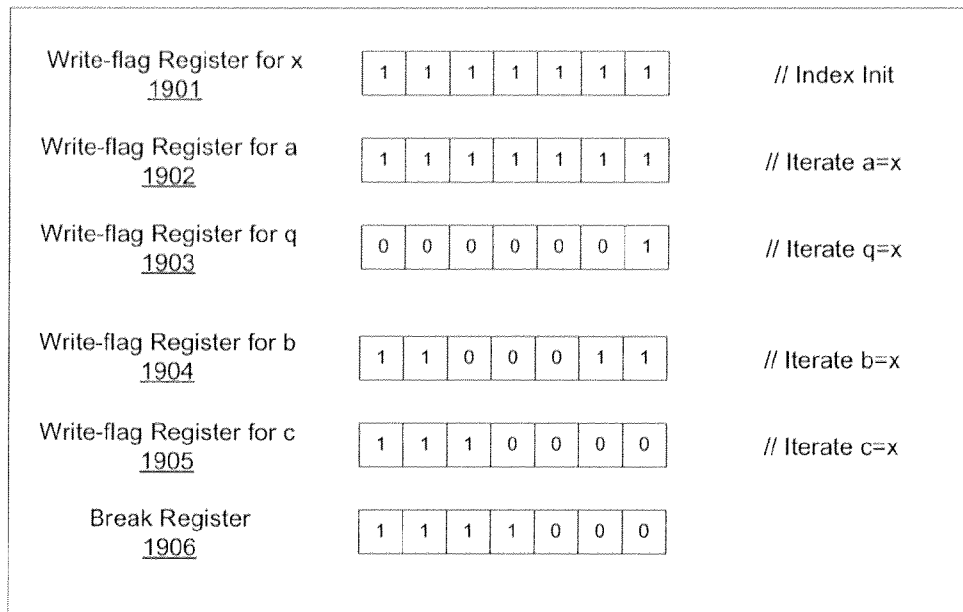 Write-flag Register for x
1901
1 1 1 1 1 1 1
// Index Init
Write-flag Register for a
1902
1 1 1 1 1 1 1
// Iterate a=x
Write-flag Register for q
1903
0 0 0 0 0 0 1
// Iterate q=x
Write-flag Register for b
1904
1 1 0 0 0 1 1
// Iterate b=x
Write-flag Register for c
1905
1 1 1 0 0 0 0
// Iterate c=x
Break Register
1906
1 1 1 1 0 0 0